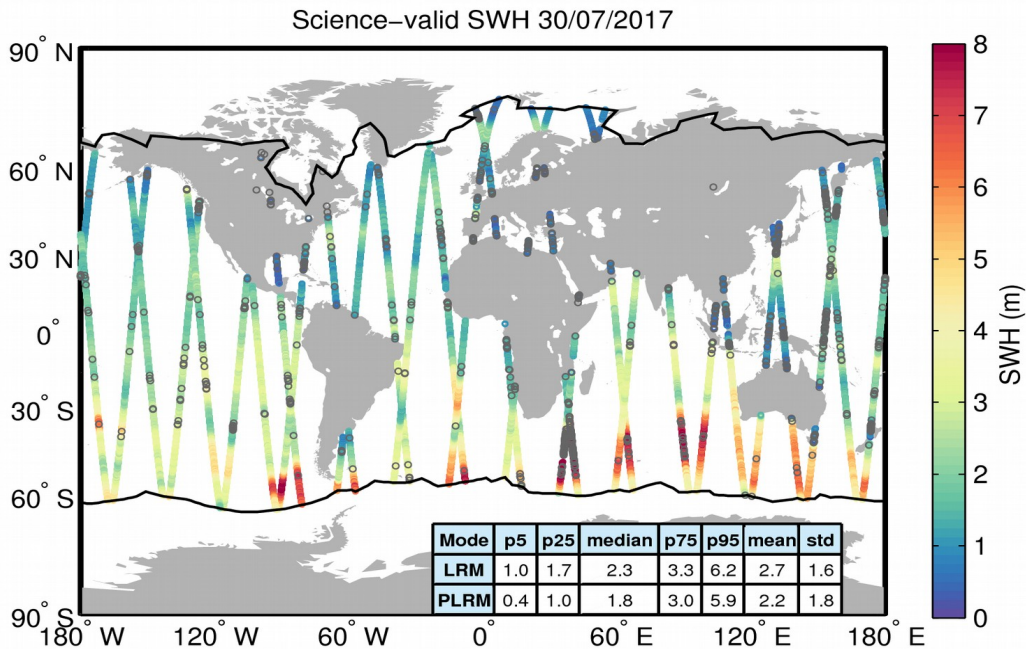 Science−valid SWH 30/07/2017
90° N
60° N
30° N
0°
30° S
60° S
90° S
180° W
120° W
60° W
0°
60° E
120° E
180° E
Mode p5 p25 median p75 p95 mean std
LRM 1.0 1.7 2.3 3.3 6.2 2.7 1.6
PLRM 0.4 1.0 1.8 3.0 5.9 2.2 1.8
8
7
6
5
4
3
2
1
0
SWH (m)